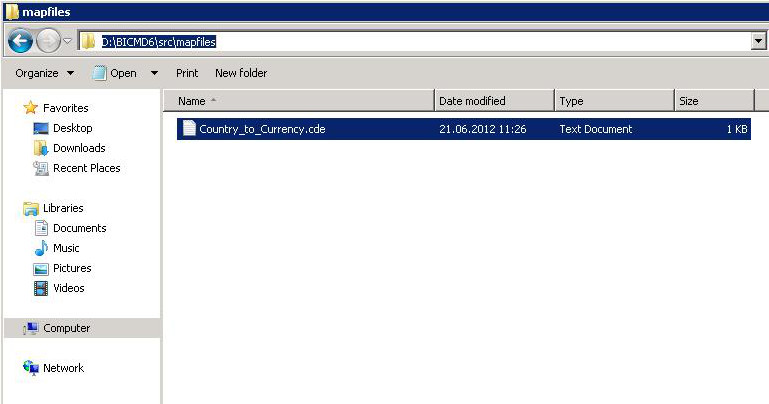 mapfiles
D:\BICMD6\src\mapfiles
Organize Open Print New folder
Name Date modified Type Size
Country_to_Currency.cde 21.06.2012 11:26 Text Document 1 KB
Favorites
Desktop
Downloads
Recent Places
Libraries
Documents
Music
Pictures
Videos
Computer
Network